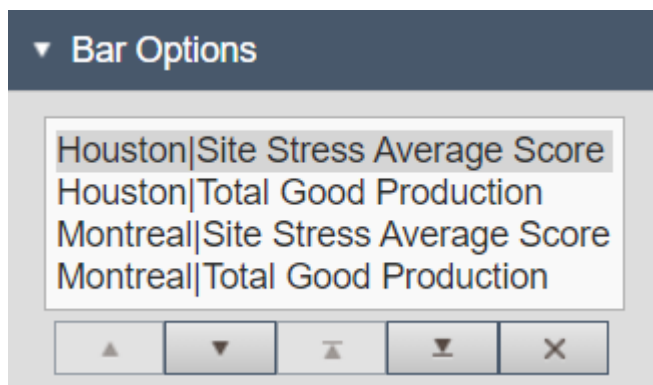 Bar Options
Houston|Site Stress Average Score
Houston|Total Good Production
Montreal|Site Stress Average Score
Montreal|Total Good Production